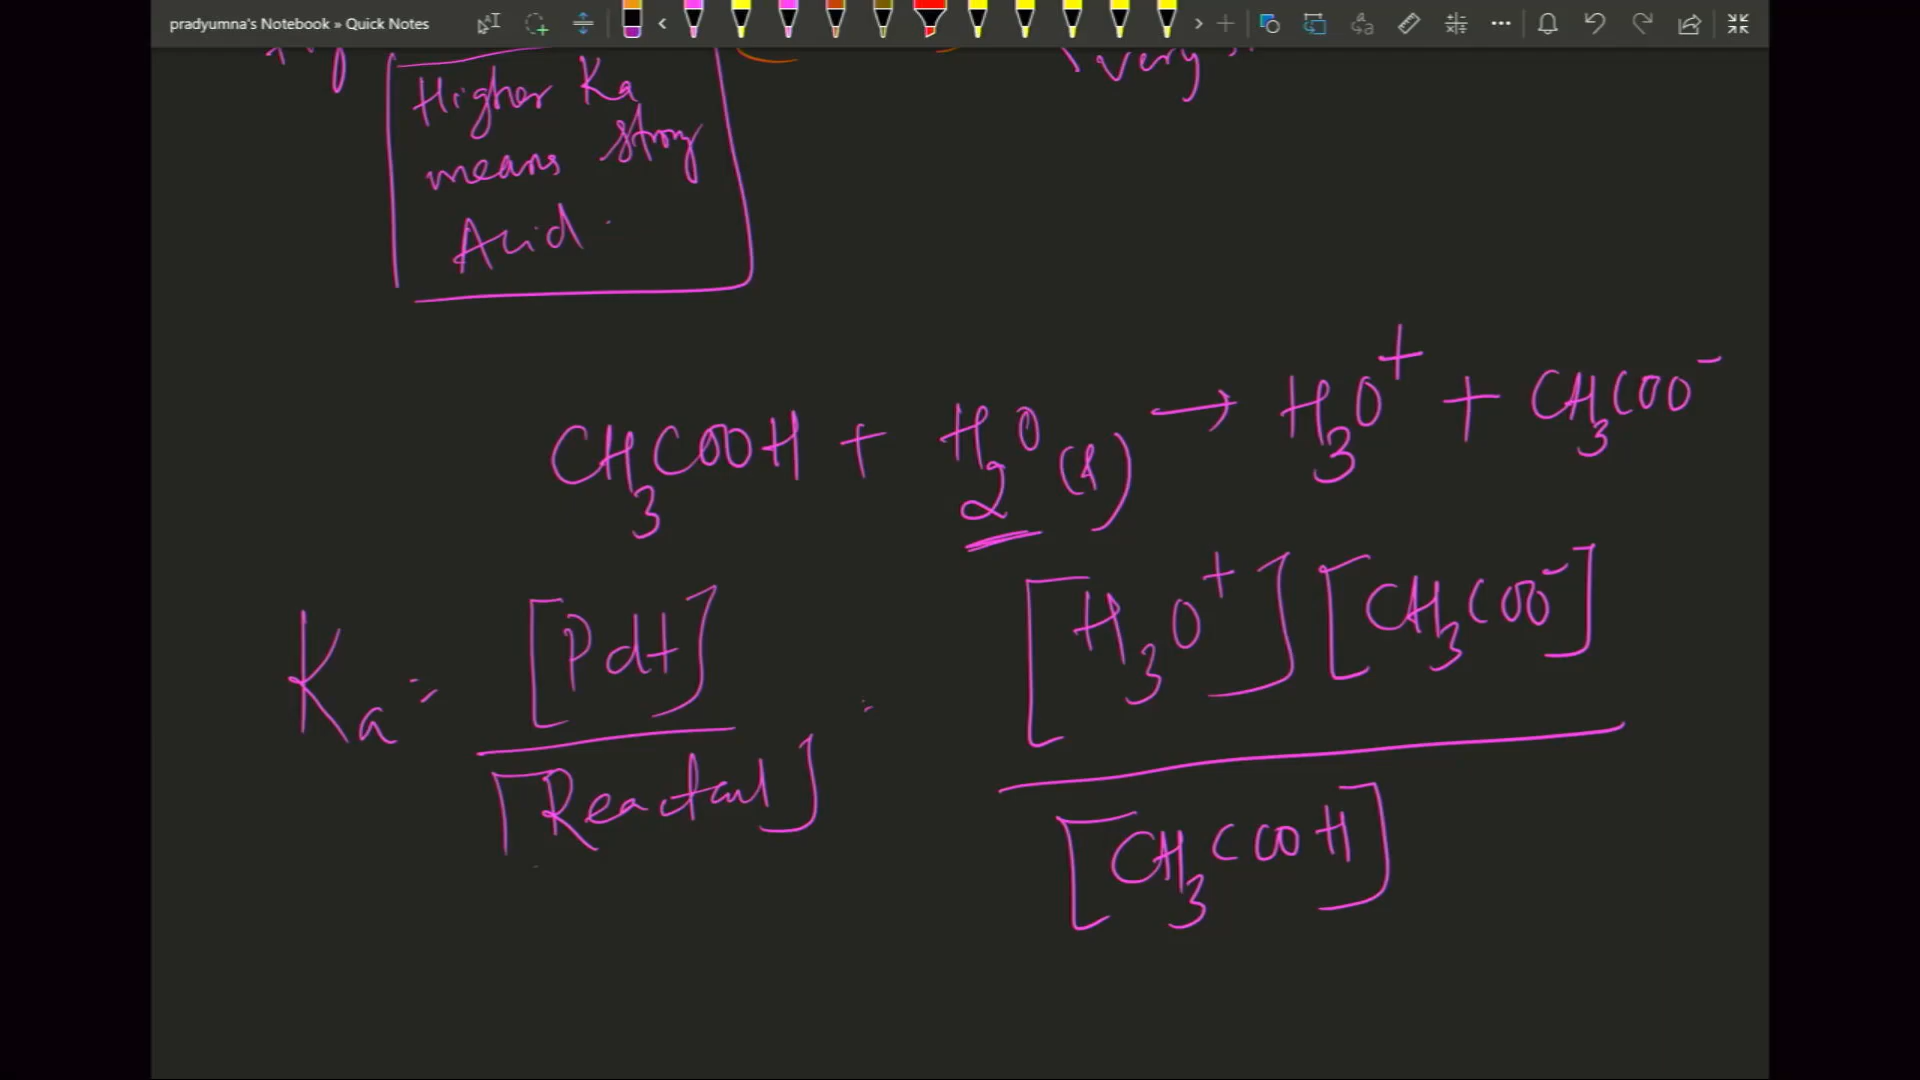 pradyumna's Notebook » Quick Notes
Higher Ka
means strong
Acid.
(very
CH3COOH + H2O (l) → H3O+ + CH3COO-
Ka = [Pdt] / [Reactant] = [H3O+] [CH3COO-] / [CH3COOH]